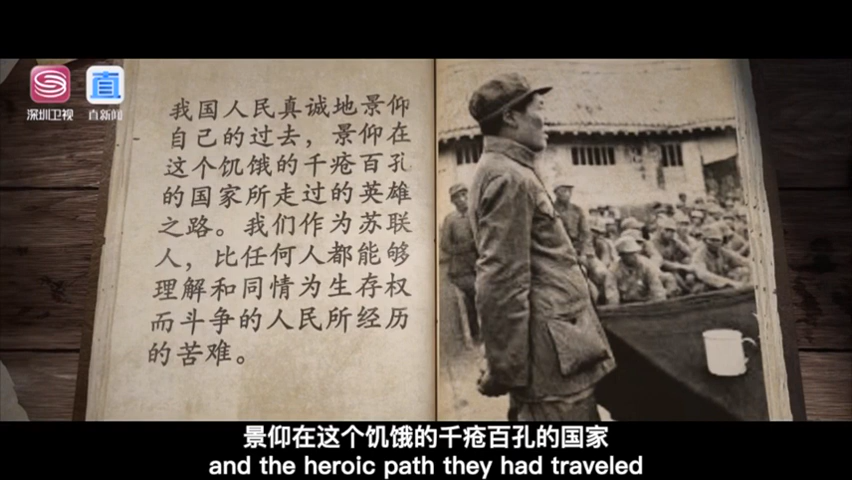 深圳卫视
直
直新闻
我国人民真诚地景仰
自己的过去，景仰在
这个饥饿的千疮百孔
的国家所走过的英雄
之路。我们作为苏联
人，比任何人都能够
理解和同情为生存权
而斗争的人民所经历
的苦难。
景仰在这个饥饿的千疮百孔的国家
and the heroic path they had traveled